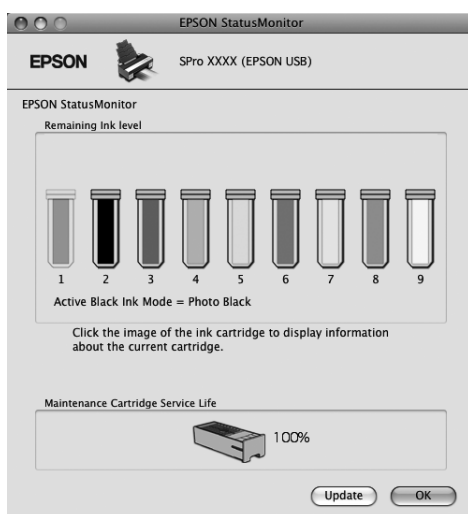 EPSON StatusMonitor
EPSON
SPro XXXX (EPSON USB)
EPSON StatusMonitor
Remaining Ink level
1 2 3 4 5 6 7 8 9
Active Black Ink Mode = Photo Black
Click the image of the ink cartridge to display information
about the current cartridge.
Maintenance Cartridge Service Life
100%
Update OK